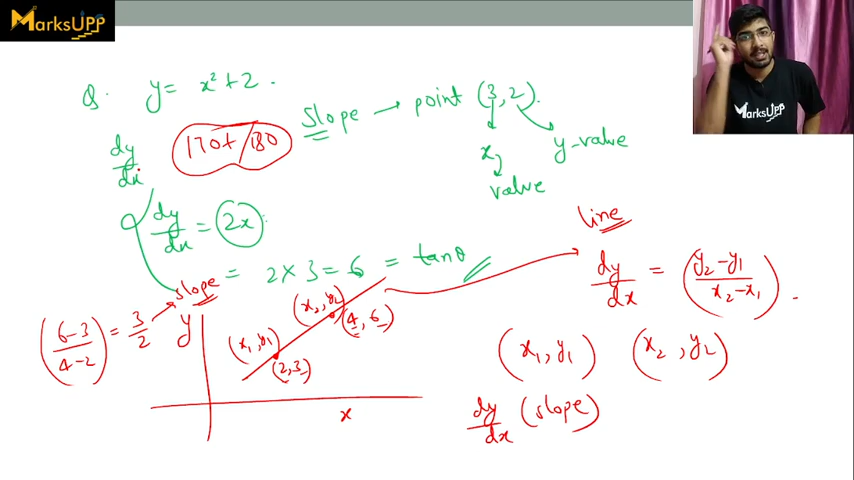 MarksUPP
Q. y = x² + 2.
Slope → point (3, 2).
dy/dx
170+/180
x
value
y-value
dy/dx = 2x
slope = 2 × 3 = 6 = tanθ
line
dy/dx = (y₂ - y₁ / x₂ - x₁).
(6-3 / 4-2) = 3/2
y
(x₂, y₂)
(4, 6)
(x₁, y₁)
(2, 3)
x
(x₁, y₁) (x₂, y₂)
dy/dx (slope)
MarksUPP